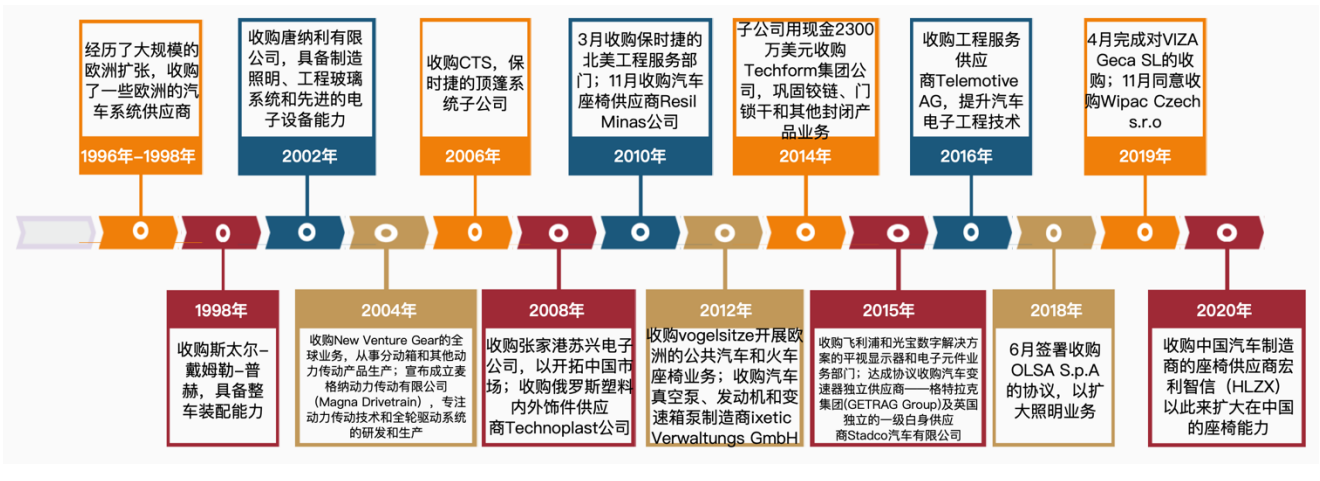 经历了大规模的
欧洲扩张，收购
了一些欧洲的汽
车系统供应商
1996年-1998年
收购唐纳利有限
公司，具备制造
照明、工程玻璃
系统和先进的电
子设备能力
2002年
收购CTS，保
时捷的顶篷系
统子公司
2006年
3月收购保时捷的
北美工程服务部
门；11月收购汽车
座椅供应商Resil
Minas公司
2010年
子公司用现金2300
万美元收购
Techform集团公
司，巩固铰链、门
锁干和其他封闭产
品业务
2014年
收购工程服务
供应
商Telemotive
AG，提升汽车
电子工程技术
2016年
4月完成对VIZA
Geca SL的收
购；11月同意收
购Wipac Czech
s.r.o
2019年
1998年
收购斯太尔-
戴姆勒-普
赫，具备整
车装配能力
2004年
收购New Venture Gear的全
球业务，从事分动箱和其他动
力传动产品生产；宣布成立麦
格纳动力传动有限公司
（Magna Drivetrain），专注
动力传动技术和全轮驱动系统
的研发和生产
2008年
收购张家港苏兴电子
公司，以开拓中国市
场；收购俄罗斯塑料
内外饰件供应
商Technoplast公司
2012年
收购vogelsitze开展欧
洲的公共汽车和火车
座椅业务；收购汽车
真空泵、发动机和变
速箱泵制造商ixetic
Verwaltungs GmbH
2015年
收购飞利浦和光宝数字解决方
案的平视显示器和电子元件业
务部门；达成协议收购汽车变
速器独立供应商——格特拉克
集团(GETRAG Group)及英国
独立的一级白身供应
商Stadco汽车有限公司
2018年
6月签署收购
OLSA S.p.A
的协议，以扩
大照明业务
2020年
收购中国汽车制造
商的座椅供应商宏
利智信（HLZX）
以此来扩大在中国
的座椅能力